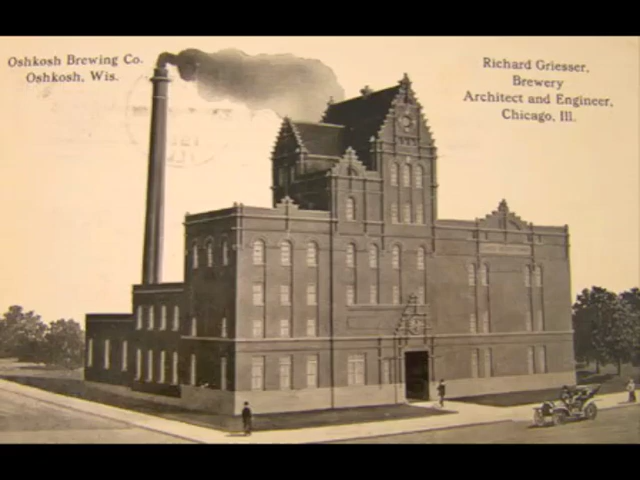 Oshkosh Brewing Co.
Oshkosh, Wis.
Richard Griesser,
Brewery
Architect and Engineer,
Chicago, Ill.